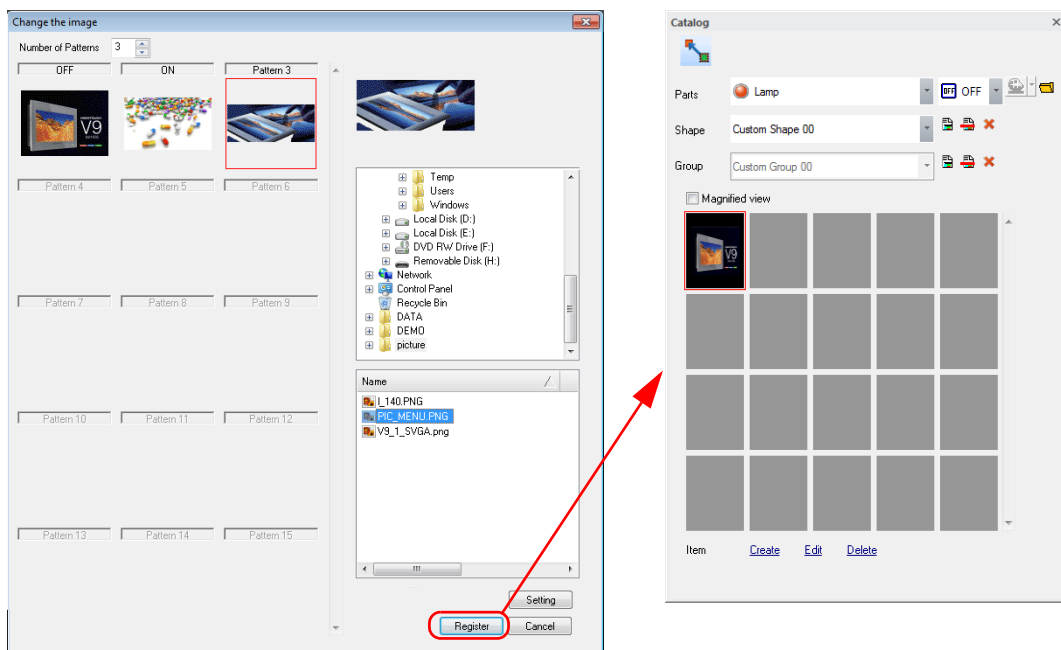 Change the image
Number of Patterns 3
OFF ON Pattern 3
V9
Pattern 4 Pattern 5 Pattern 6
Pattern 7 Pattern 8 Pattern 9
Pattern 10 Pattern 11 Pattern 12
Pattern 13 Pattern 14 Pattern 15
Temp
Users
Windows
Local Disk (D:)
Local Disk (E:)
DVD RW Drive (F:)
Removable Disk (H:)
Network
Control Panel
Recycle Bin
DATA
DEMO
picture
Name
I_140.PNG
PIC_MENU.PNG
V9_1_SVGA.png
Setting
Register Cancel
Catalog
Parts Lamp OFF OFF
Shape Custom Shape 00
Group Custom Group 00
Magnified view
V9
Item Create Edit Delete